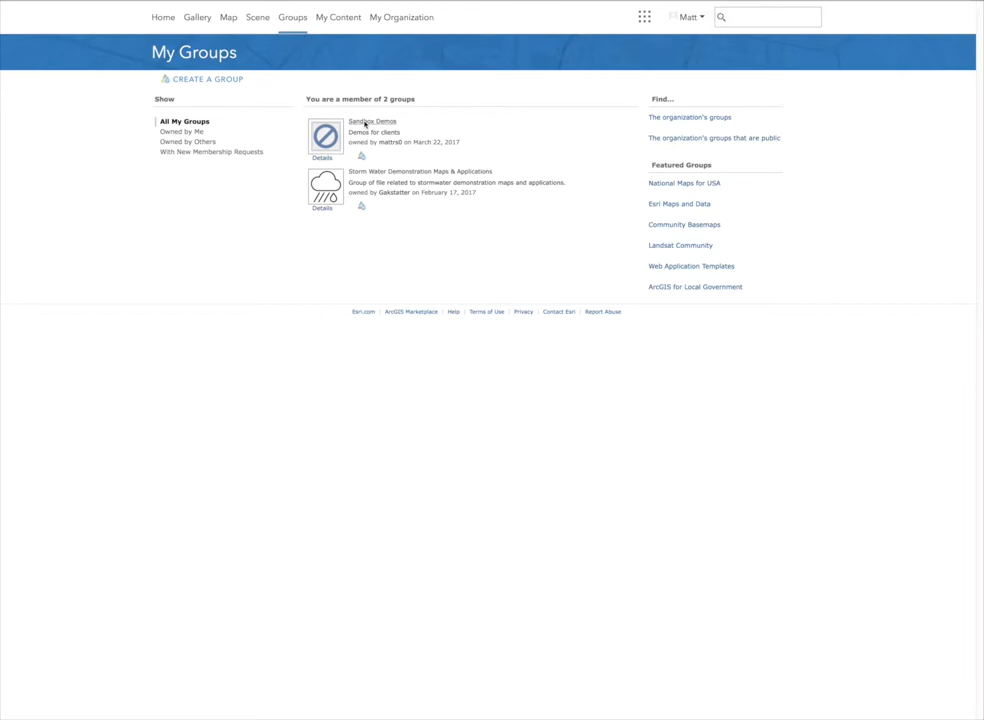 Home Gallery Map Scene Groups My Content My Organization Matt
My Groups
CREATE A GROUP
Show
All My Groups
Owned by Me
Owned by Others
With New Membership Requests
You are a member of 2 groups
Sandbox Demos
Demos for clients
owned by mattrs0 on March 22, 2017
Details
Storm Water Demonstration Maps & Applications
Group of file related to stormwater demonstration maps and applications.
owned by Gakstatter on February 17, 2017
Details
Find...
The organization's groups
The organization's groups that are public
Featured Groups
National Maps for USA
Esri Maps and Data
Community Basemaps
Landsat Community
Web Application Templates
ArcGIS for Local Government
Esri.com | ArcGIS Marketplace | Help | Terms of Use | Privacy | Contact Esri | Report Abuse